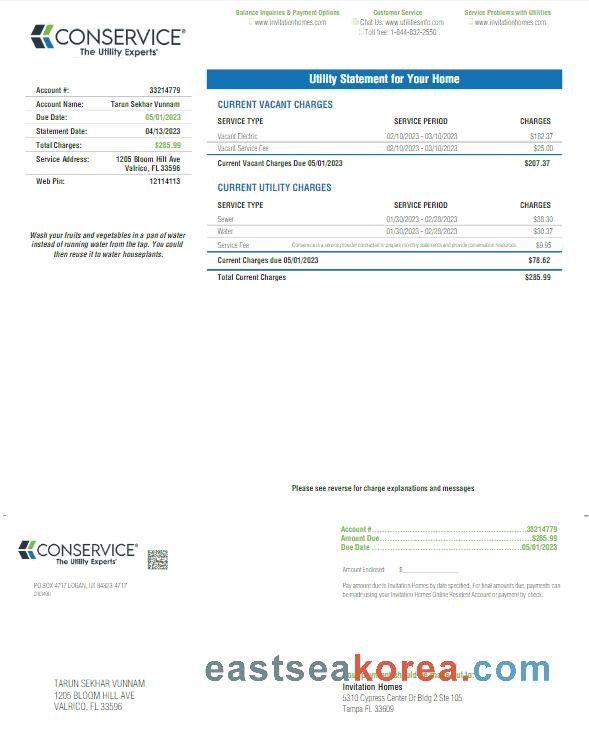 Balance Inquiries & Payment Options
www.invitationhomes.com
Customer Service
Chat Us: www.utilitiesinfo.com
Toll free: 1-844-832-2550
Service Problems with Utilities
www.invitationhomes.com
CONSERVICE®
The Utility Experts®
Account #: 33214779
Account Name: Tarun Sekhar Vunnam
Due Date: 05/01/2023
Statement Date: 04/13/2023
Total Charges: $285.99
Service Address: 1205 Bloom Hill Ave
Valrico, FL 33596
Web Pin: 12114113
Wash your fruits and vegetables in a pan of water
instead of running water from the tap. You could
then reuse it to water houseplants.
Utility Statement for Your Home
CURRENT VACANT CHARGES
SERVICE TYPE SERVICE PERIOD CHARGES
Vacant Electric 02/10/2023 - 03/10/2023 $182.37
Vacant Service Fee 02/10/2023 - 03/10/2023 $25.00
Current Vacant Charges Due 05/01/2023 $207.37
CURRENT UTILITY CHARGES
SERVICE TYPE SERVICE PERIOD CHARGES
Sewer 01/30/2023 - 02/28/2023 $38.30
Water 01/30/2023 - 02/28/2023 $30.37
Service Fee Conservice is a service provider contracted to prepare monthly statements and provide conservation resources. $9.95
Current Charges due 05/01/2023 $78.62
Total Current Charges $285.99
Please see reverse for charge explanations and messages
CONSERVICE®
The Utility Experts®
PO BOX 4717 LOGAN, UT 84323-4717
Account # 33214779
Amount Due $285.99
Due Date 05/01/2023
Amount Enclosed $
Pay amount due to Invitation Homes by date specified. For final amounts due, payments can
be made using your Invitation Homes Online Resident Account or payment by check.
eastseakorea.com
TARUN SEKHAR VUNNAM
1205 BLOOM HILL AVE
VALRICO, FL 33596
Invitation Homes
5310 Cypress Center Dr Bldg 2 Ste 105
Tampa FL 33609